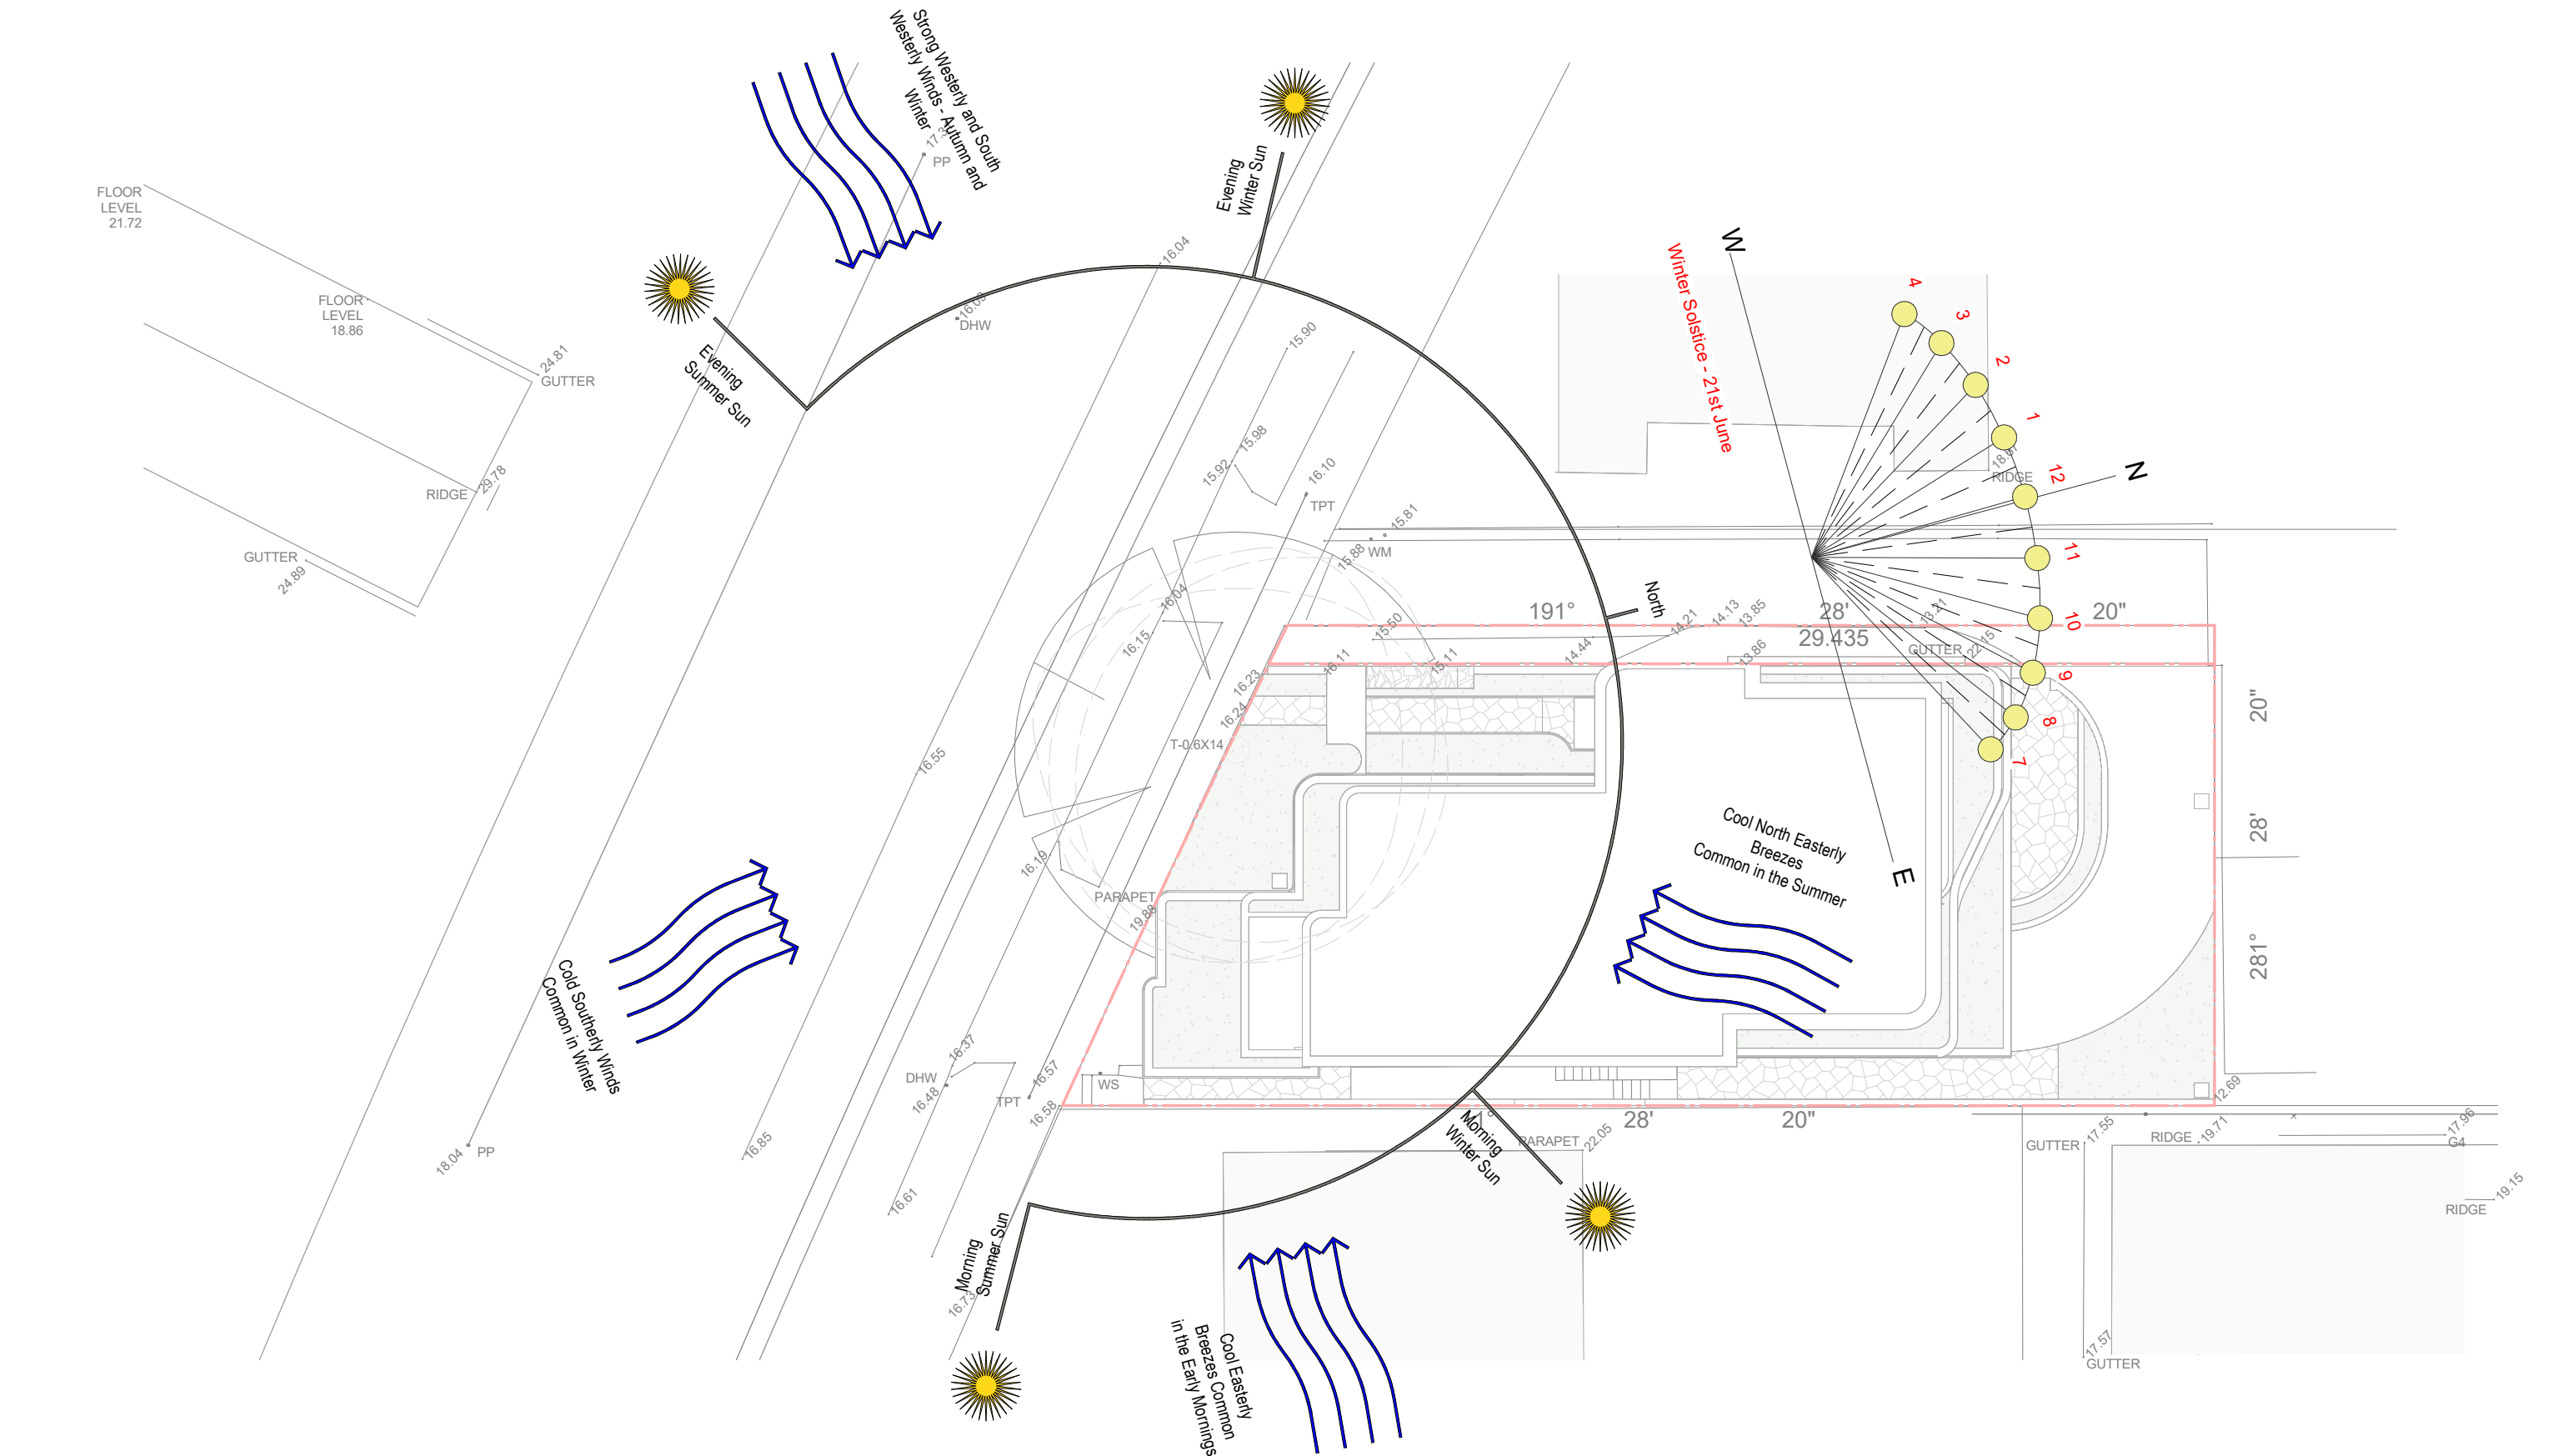 Strong Westerly and South
Westerly Winds - Autumn and
Winter
PP
Evening
Winter Sun
FLOOR
LEVEL
21.72
FLOOR
LEVEL
18.86
24.81
GUTTER
RIDGE
29.78
GUTTER
24.89
Evening
Summer Sun
16.04
DHW
15.90
15.98
15.92
16.10
TPT
15.81
15.88
WM
16.04
16.15
16.55
16.19
W
Winter Solstice - 21st June
4
3
2
1
12
11
10
9
8
7
N
E
RIDGE
North
191°
28'
20"
29.435
15.50
14.21
14.13
13.85
13.21
14.44
13.86
GUTTER
22.15
16.11
15.11
16.23
16.24
T-0.6X14
PARAPET
19.88
20"
28'
281°
Cool North Easterly
Breezes
Common in the Summer
Cold Southerly Winds
Common in Winter
DHW
16.37
16.48
TPT
16.57
16.58
WS
18.04
PP
16.85
16.61
16.73
Morning
Summer Sun
Morning
Winter Sun
28'
20"
PARAPET
22.05
Cool Easterly
Breezes Common
in the Early Mornings
12.69
GUTTER
17.55
RIDGE
19.71
17.96
G4
19.15
RIDGE
17.57
GUTTER